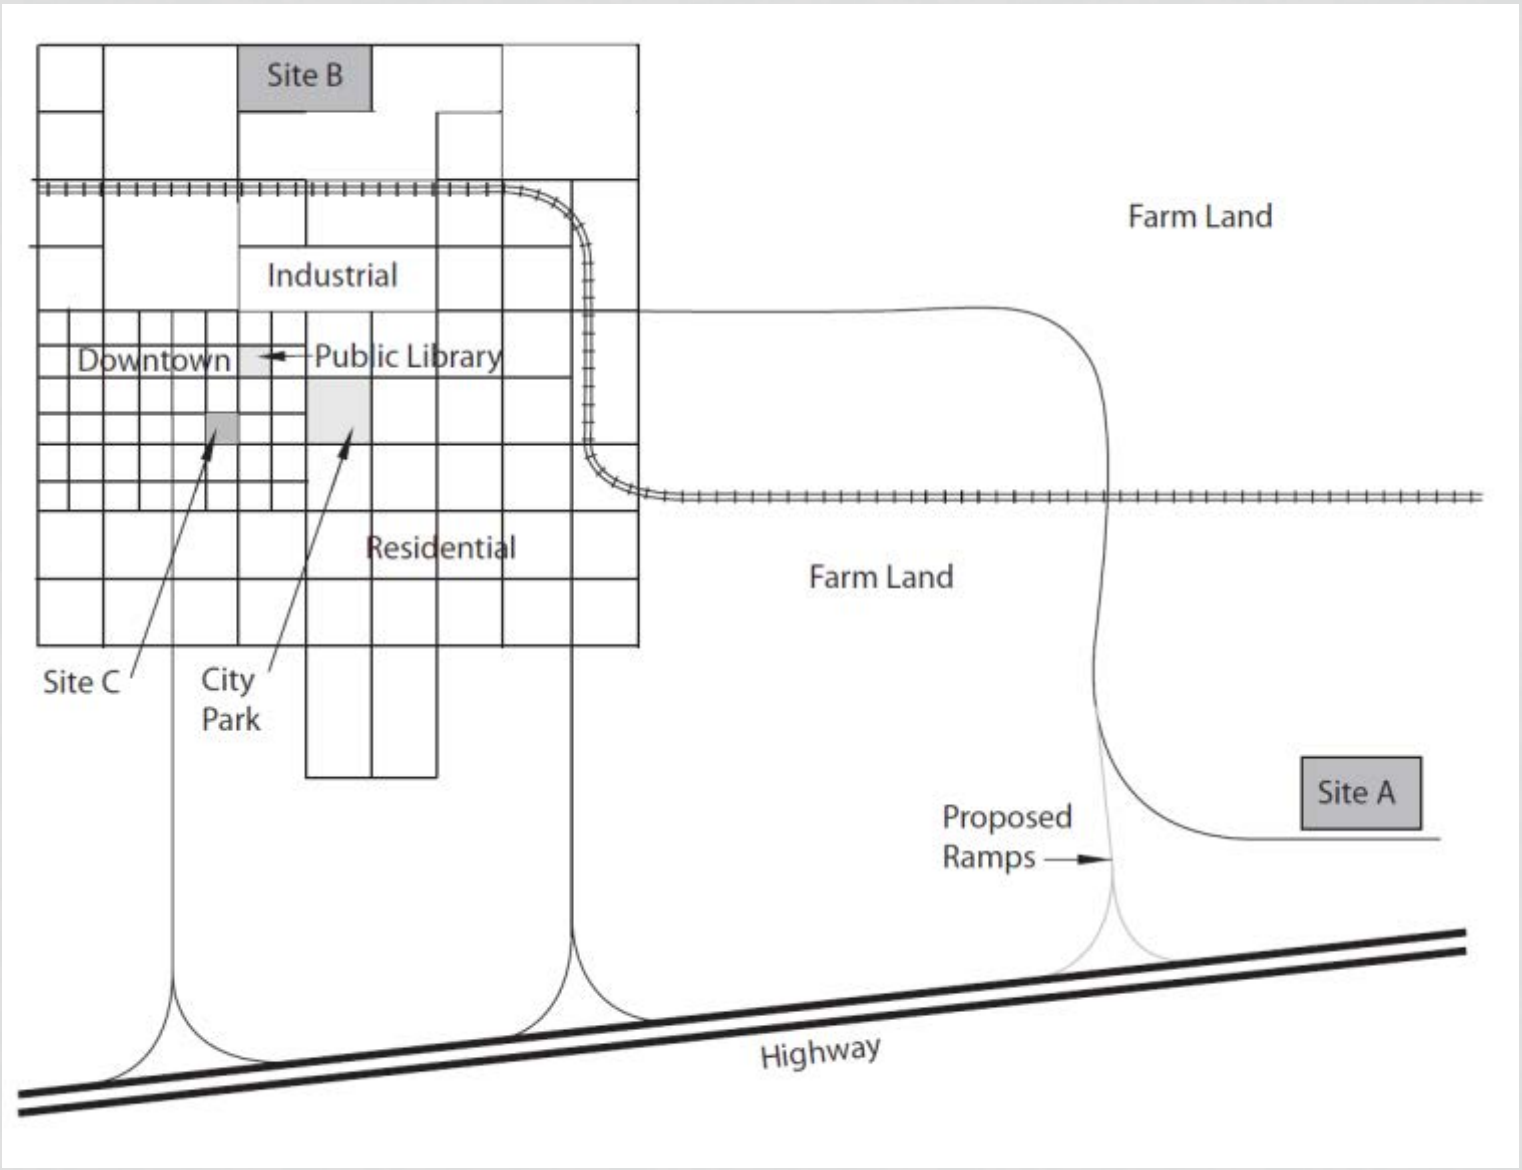 Site B
Farm Land
Industrial
Downtown
Public Library
Residential
Farm Land
Site C
City
Park
Site A
Proposed
Ramps
Highway